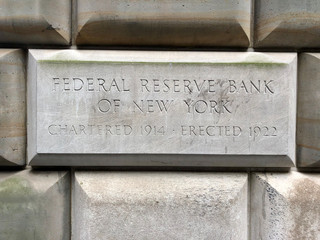 FEDERAL RESERVE BANK
OF NEW YORK
CHARTERED 1914 ERECTED 1922